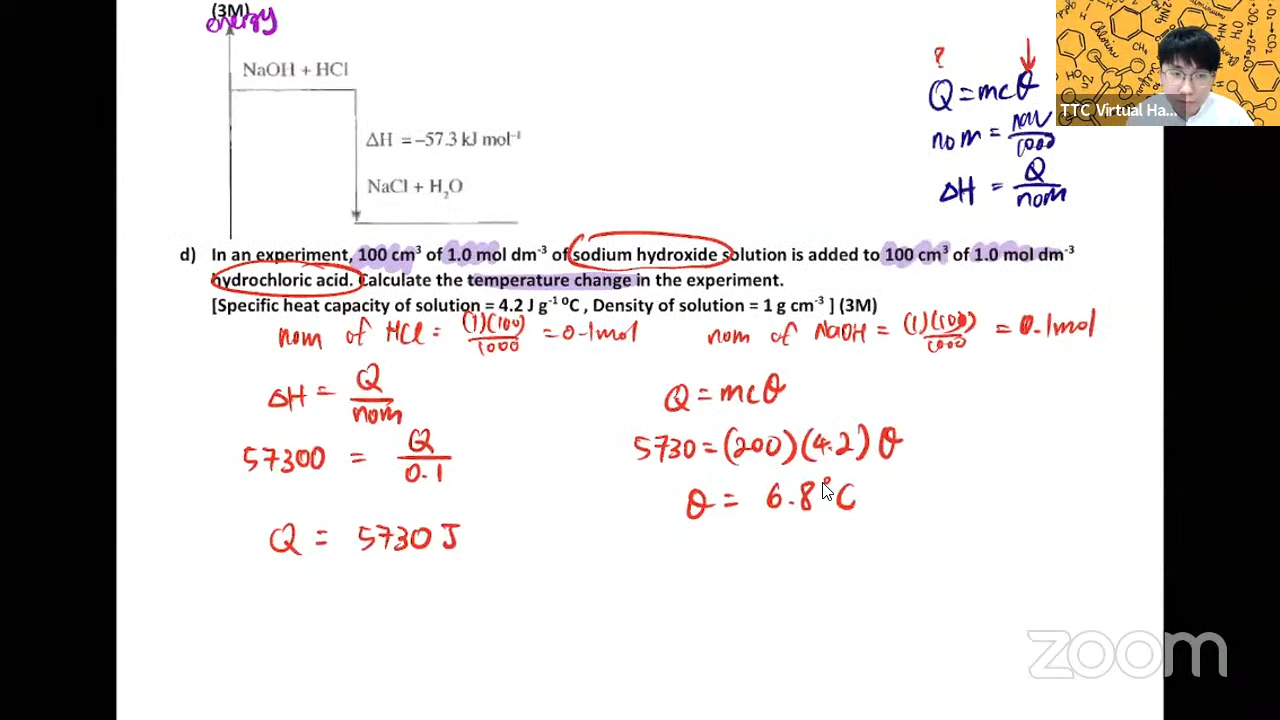 (3M)
energy
NaOH + HCl
ΔH = –57.3 kJ mol⁻¹
NaCl + H₂O
?
Q = mcθ
nom = mv/1000
ΔH = Q/nom
TTC Virtual Ha...
d) In an experiment, 100 cm³ of 1.0 mol dm⁻³ of sodium hydroxide solution is added to 100 cm³ of 1.0 mol dm⁻³
hydrochloric acid. Calculate the temperature change in the experiment.
[Specific heat capacity of solution = 4.2 J g⁻¹ ⁰C , Density of solution = 1 g cm⁻³ ] (3M)
nom of HCl = (1)(100)/1000 = 0.1mol
nom of NaOH = (1)(100)/1000 = 0.1mol
ΔH = Q/nom
57300 = Q/0.1
Q = 5730 J
Q = mcθ
5730 = (200)(4.2) θ
θ = 6.8°C
zoom